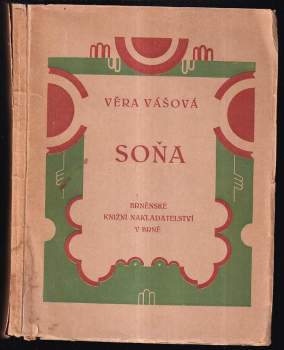 VĚRA VÁŠOVÁ
SOŇA
BRNĚNSKÉ
KNIŽNÍ NAKLADATELSTVÍ
V BRNĚ